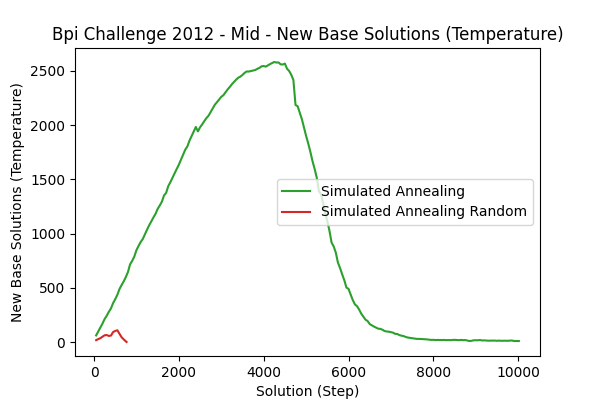 Bpi Challenge 2012 - Mid - New Base Solutions (Temperature)
New Base Solutions (Temperature)
2500
2000
1500
1000
500
0
Simulated Annealing
Simulated Annealing Random
0 2000 4000 6000 8000 10000
Solution (Step)